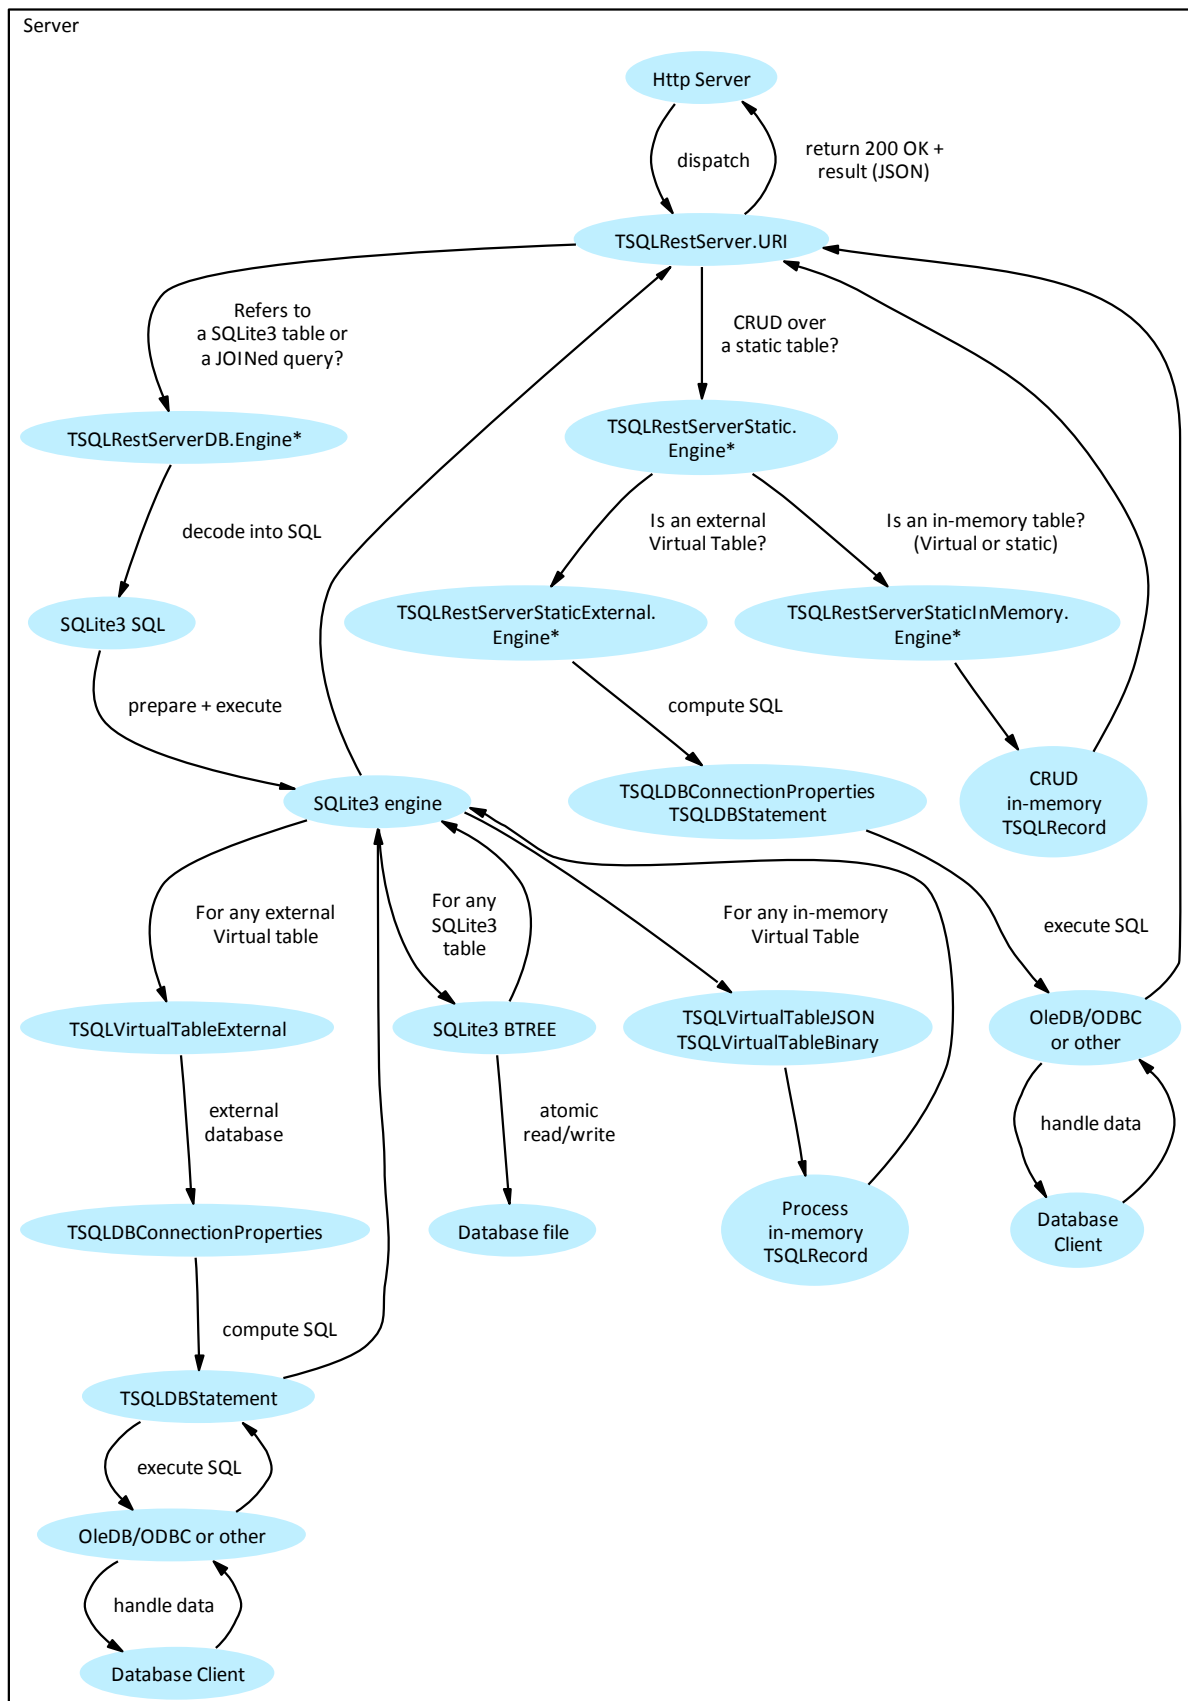 Server
Http Server
dispatch
return 200 OK +
result (JSON)
TSQLRestServer.URI
Refers to
a SQLite3 table or
a JOINed query?
CRUD over
a static table?
TSQLRestServerDB.Engine*
TSQLRestServerStatic.
Engine*
decode into SQL
Is an external
Virtual Table?
Is an in-memory table?
(Virtual or static)
SQLite3 SQL
TSQLRestServerStaticExternal.
Engine*
TSQLRestServerStaticInMemory.
Engine*
prepare + execute
compute SQL
SQLite3 engine
TSQLDBConnectionProperties
TSQLDBStatement
CRUD
in-memory
TSQLRecord
For any external
Virtual table
For any
SQLite3
table
For any in-memory
Virtual Table
execute SQL
TSQLVirtualTableExternal
SQLite3 BTREE
TSQLVirtualTableJSON
TSQLVirtualTableBinary
OleDB/ODBC
or other
external
database
atomic
read/write
handle data
TSQLDBConnectionProperties
Database file
Process
in-memory
TSQLRecord
Database
Client
compute SQL
TSQLDBStatement
execute SQL
OleDB/ODBC or other
handle data
Database Client